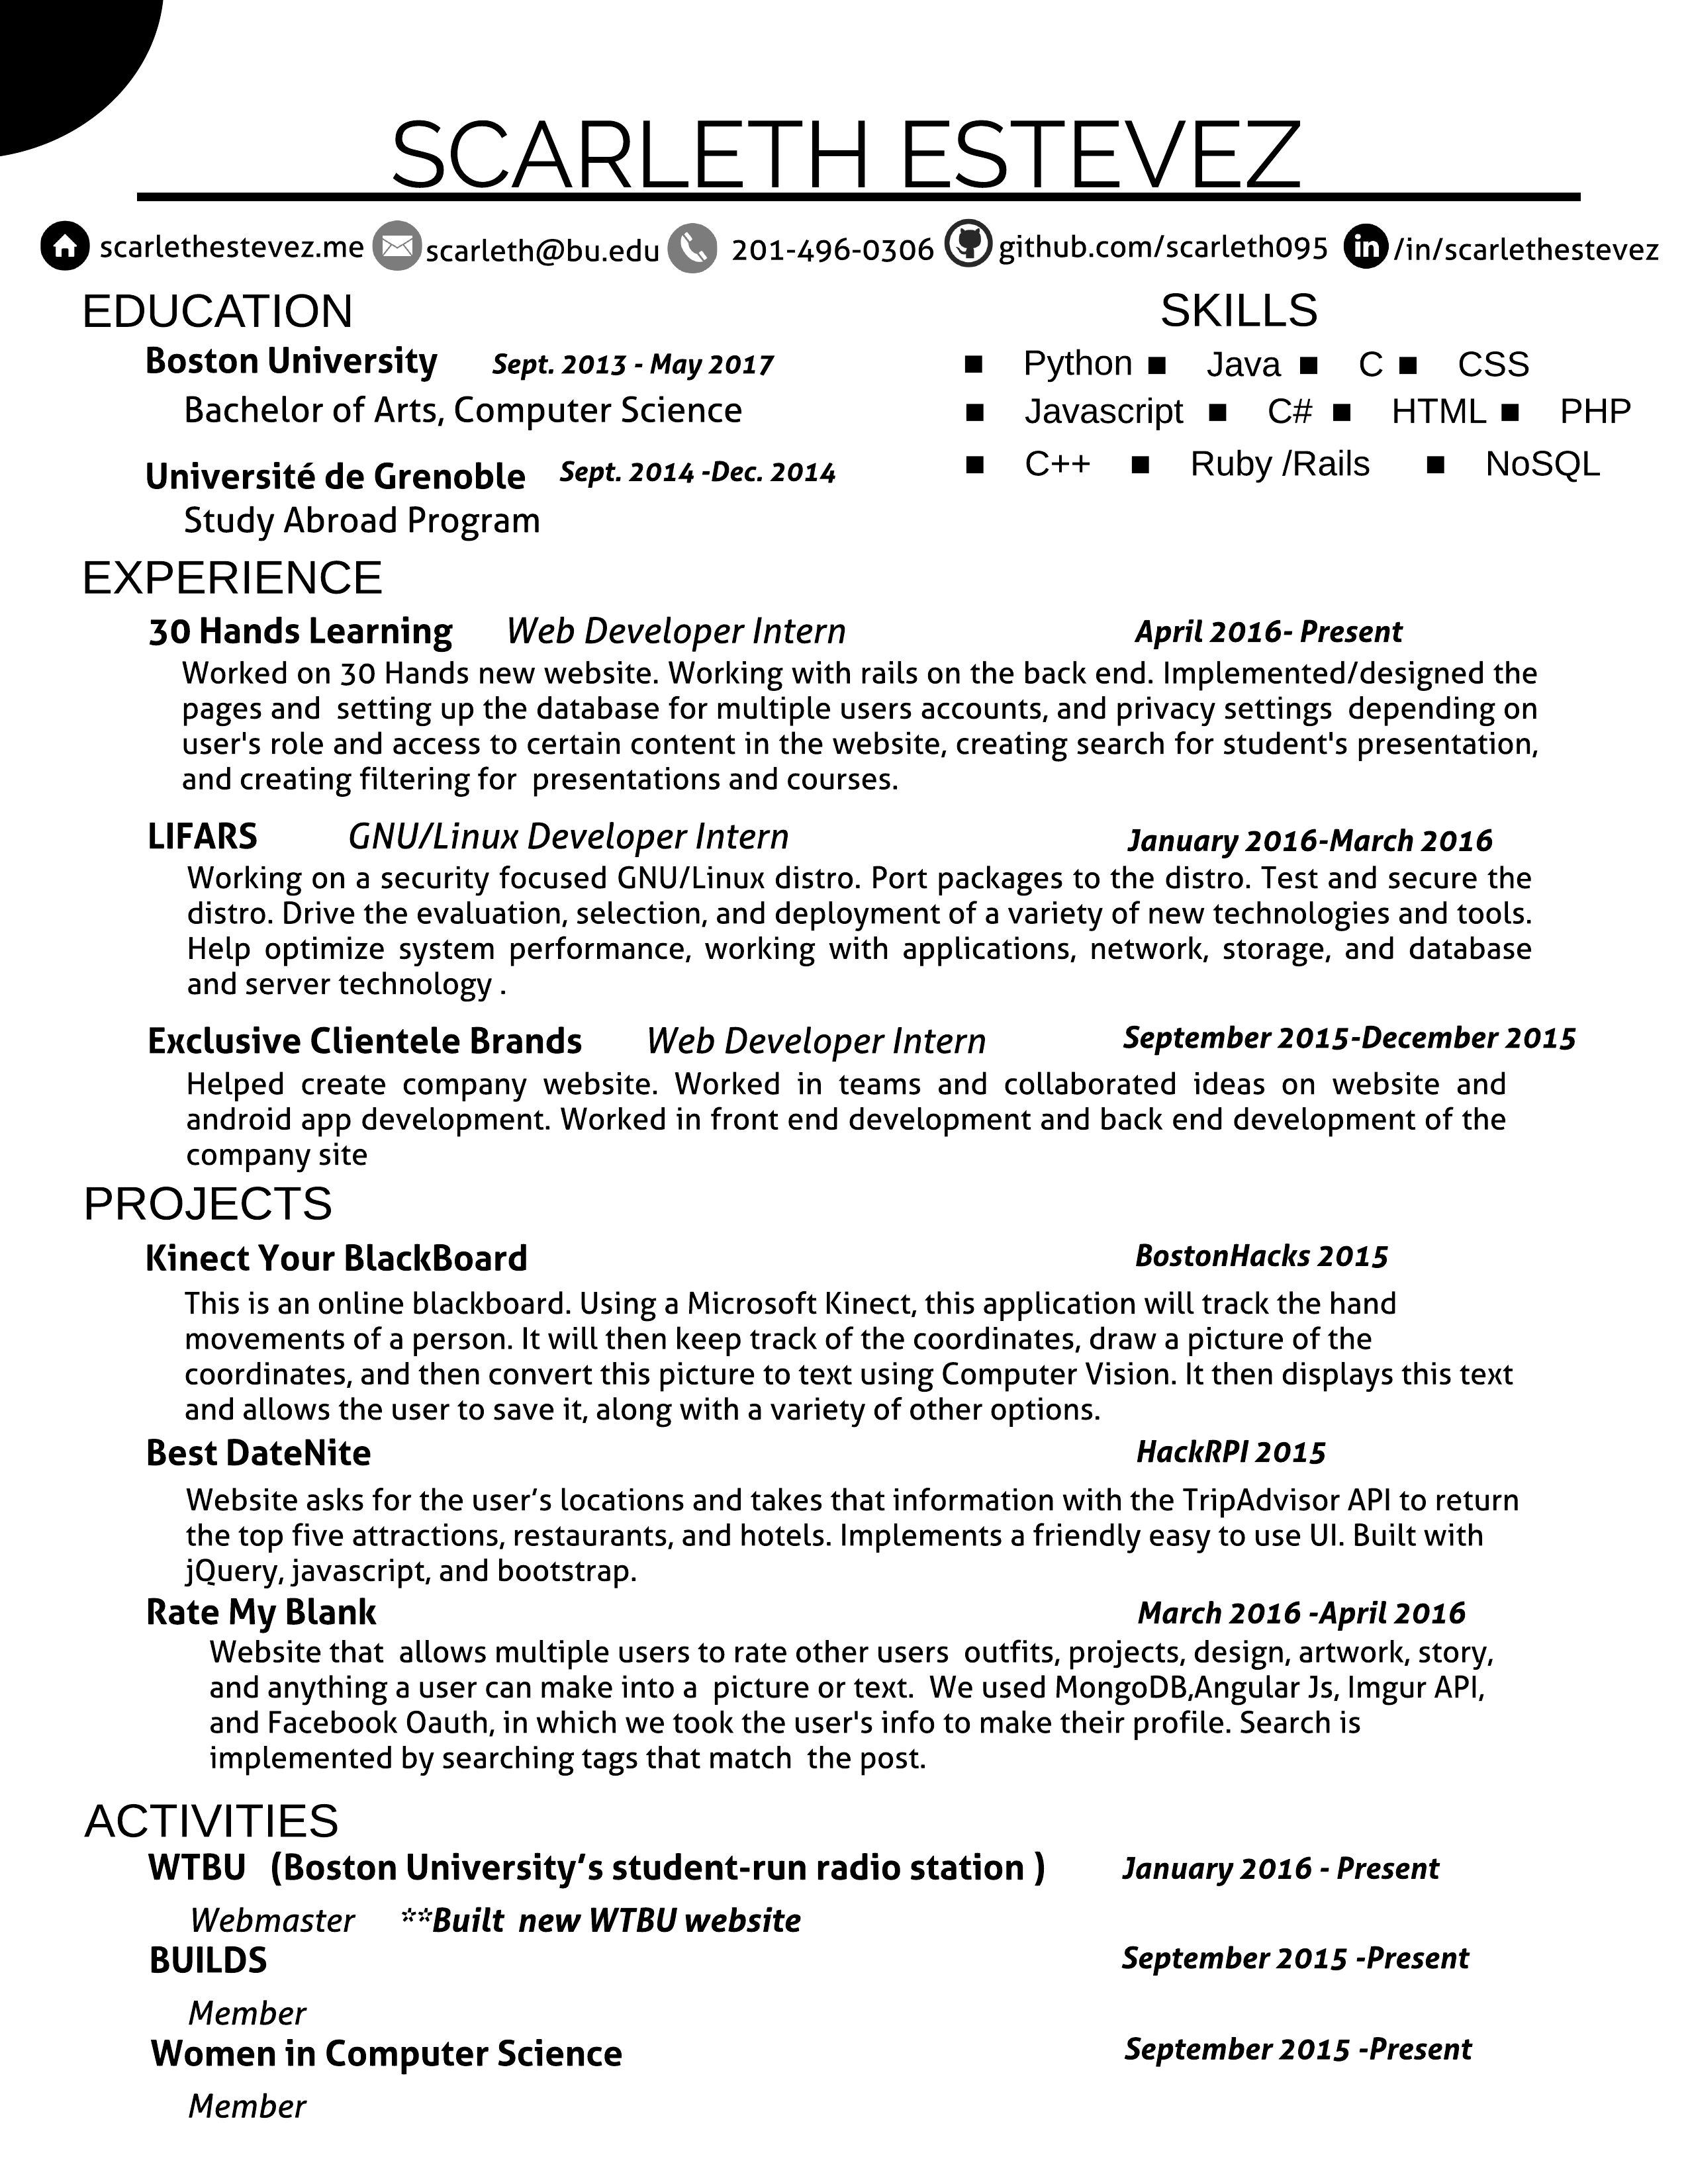 SCARLETH ESTEVEZ
scarlethestevez.me scarleth@bu.edu 201-496-0306 github.com/scarleth095 in /in/scarlethestevez
EDUCATION
Boston University Sept. 2013 - May 2017
Bachelor of Arts, Computer Science
Université de Grenoble Sept. 2014 -Dec. 2014
Study Abroad Program
SKILLS
■ Python ■ Java ■ C ■ CSS
■ Javascript ■ C# ■ HTML ■ PHP
■ C++ ■ Ruby /Rails ■ NoSQL
EXPERIENCE
30 Hands Learning Web Developer Intern April 2016- Present
Worked on 30 Hands new website. Working with rails on the back end. Implemented/designed the
pages and setting up the database for multiple users accounts, and privacy settings depending on
user's role and access to certain content in the website, creating search for student's presentation,
and creating filtering for presentations and courses.
LIFARS GNU/Linux Developer Intern January 2016-March 2016
Working on a security focused GNU/Linux distro. Port packages to the distro. Test and secure the
distro. Drive the evaluation, selection, and deployment of a variety of new technologies and tools.
Help optimize system performance, working with applications, network, storage, and database
and server technology .
Exclusive Clientele Brands Web Developer Intern September 2015-December 2015
Helped create company website. Worked in teams and collaborated ideas on website and
android app development. Worked in front end development and back end development of the
company site
PROJECTS
Kinect Your BlackBoard BostonHacks 2015
This is an online blackboard. Using a Microsoft Kinect, this application will track the hand
movements of a person. It will then keep track of the coordinates, draw a picture of the
coordinates, and then convert this picture to text using Computer Vision. It then displays this text
and allows the user to save it, along with a variety of other options.
Best DateNite HackRPI 2015
Website asks for the user’s locations and takes that information with the TripAdvisor API to return
the top five attractions, restaurants, and hotels. Implements a friendly easy to use UI. Built with
jQuery, javascript, and bootstrap.
Rate My Blank March 2016 -April 2016
Website that allows multiple users to rate other users outfits, projects, design, artwork, story,
and anything a user can make into a picture or text. We used MongoDB,Angular Js, Imgur API,
and Facebook Oauth, in which we took the user's info to make their profile. Search is
implemented by searching tags that match the post.
ACTIVITIES
WTBU (Boston University’s student-run radio station ) January 2016 - Present
Webmaster **Built new WTBU website
BUILDS September 2015 -Present
Member
Women in Computer Science September 2015 -Present
Member